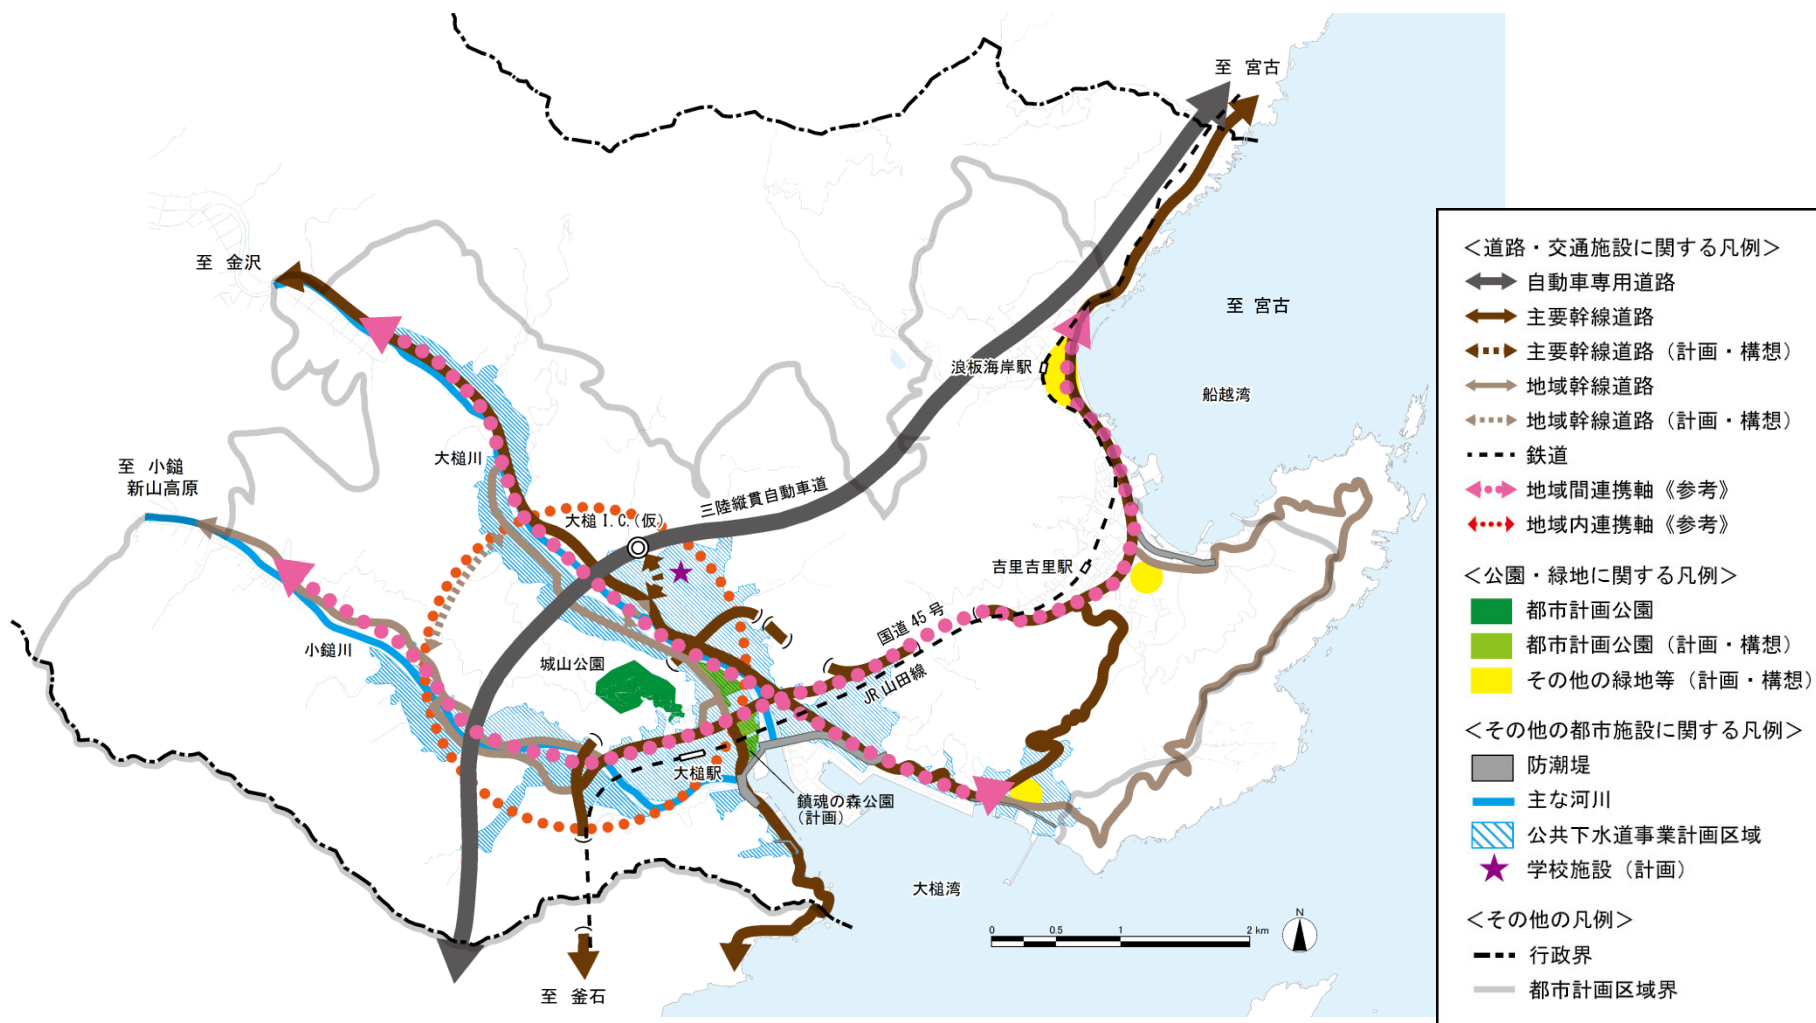 至 宮古
至 金沢
至 宮古
浪板海岸駅
船越湾
大槌川
至 小鎚
新山高原
三陸縦貫自動車道
大槌 I.C.(仮)
吉里吉里駅
国道 45 号
小鎚川
城山公園
JR 山田線
大槌駅
鎮魂の森公園
(計画)
大槌湾
至 釜石
0 0.5 1 2 km
N
＜道路・交通施設に関する凡例＞
自動車専用道路
主要幹線道路
主要幹線道路（計画・構想）
地域幹線道路
地域幹線道路（計画・構想）
鉄道
地域間連携軸《参考》
地域内連携軸《参考》
＜公園・緑地に関する凡例＞
都市計画公園
都市計画公園（計画・構想）
その他の緑地等（計画・構想）
＜その他の都市施設に関する凡例＞
防潮堤
主な河川
公共下水道事業計画区域
学校施設（計画）
＜その他の凡例＞
行政界
都市計画区域界